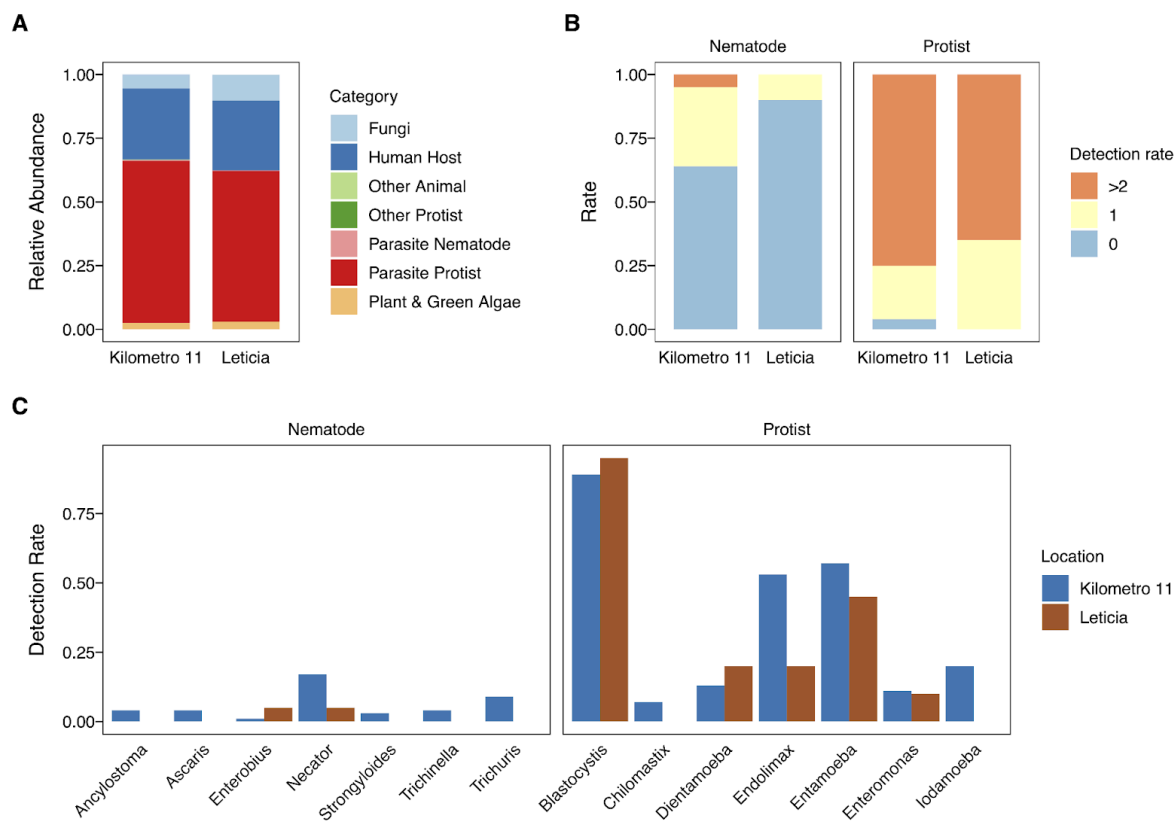 A
Relative Abundance
1.00
0.75
0.50
0.25
0.00
Kilometro 11
Leticia
Category
Fungi
Human Host
Other Animal
Other Protist
Parasite Nematode
Parasite Protist
Plant & Green Algae
B
Nematode
Protist
Rate
1.00
0.75
0.50
0.25
0.00
Kilometro 11
Leticia
Kilometro 11
Leticia
Detection rate
>2
1
0
C
Nematode
Protist
Detection Rate
0.75
0.50
0.25
0.00
Ancylostoma
Ascaris
Enterobius
Necator
Strongyloides
Trichinella
Trichuris
Blastocystis
Chilomastix
Dientamoeba
Endolimax
Entamoeba
Enteromonas
Iodamoeba
Location
Kilometro 11
Leticia